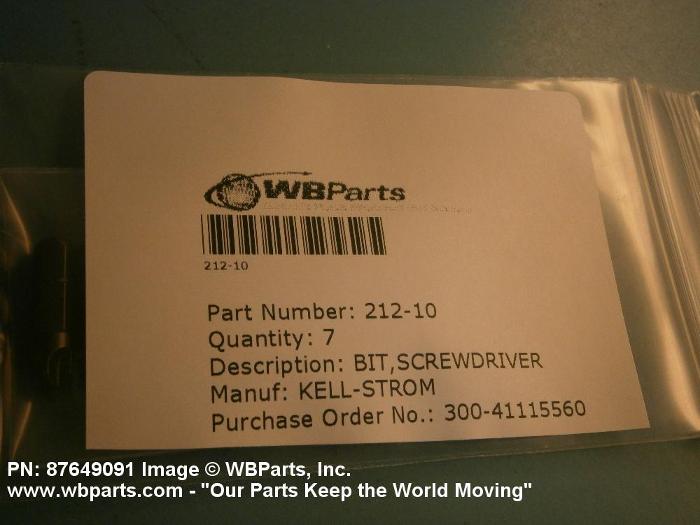 WBParts
212-10
Part Number: 212-10
Quantity: 7
Description: BIT,SCREWDRIVER
Manuf: KELL-STROM
Purchase Order No.: 300-41115560
PN: 87649091 Image © WBParts, Inc.
www.wbparts.com - "Our Parts Keep the World Moving"